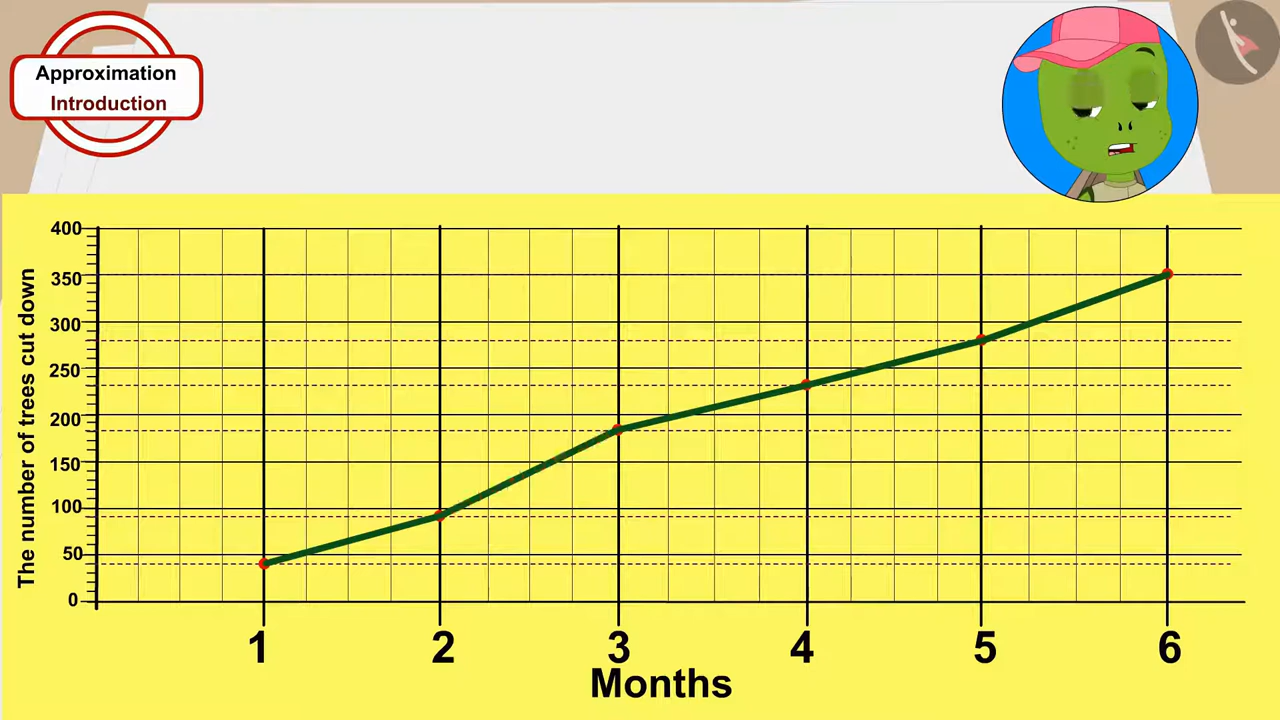 Approximation
Introduction
The number of trees cut down
400
350
300
250
200
150
100
50
0
1 2 3 4 5 6
Months